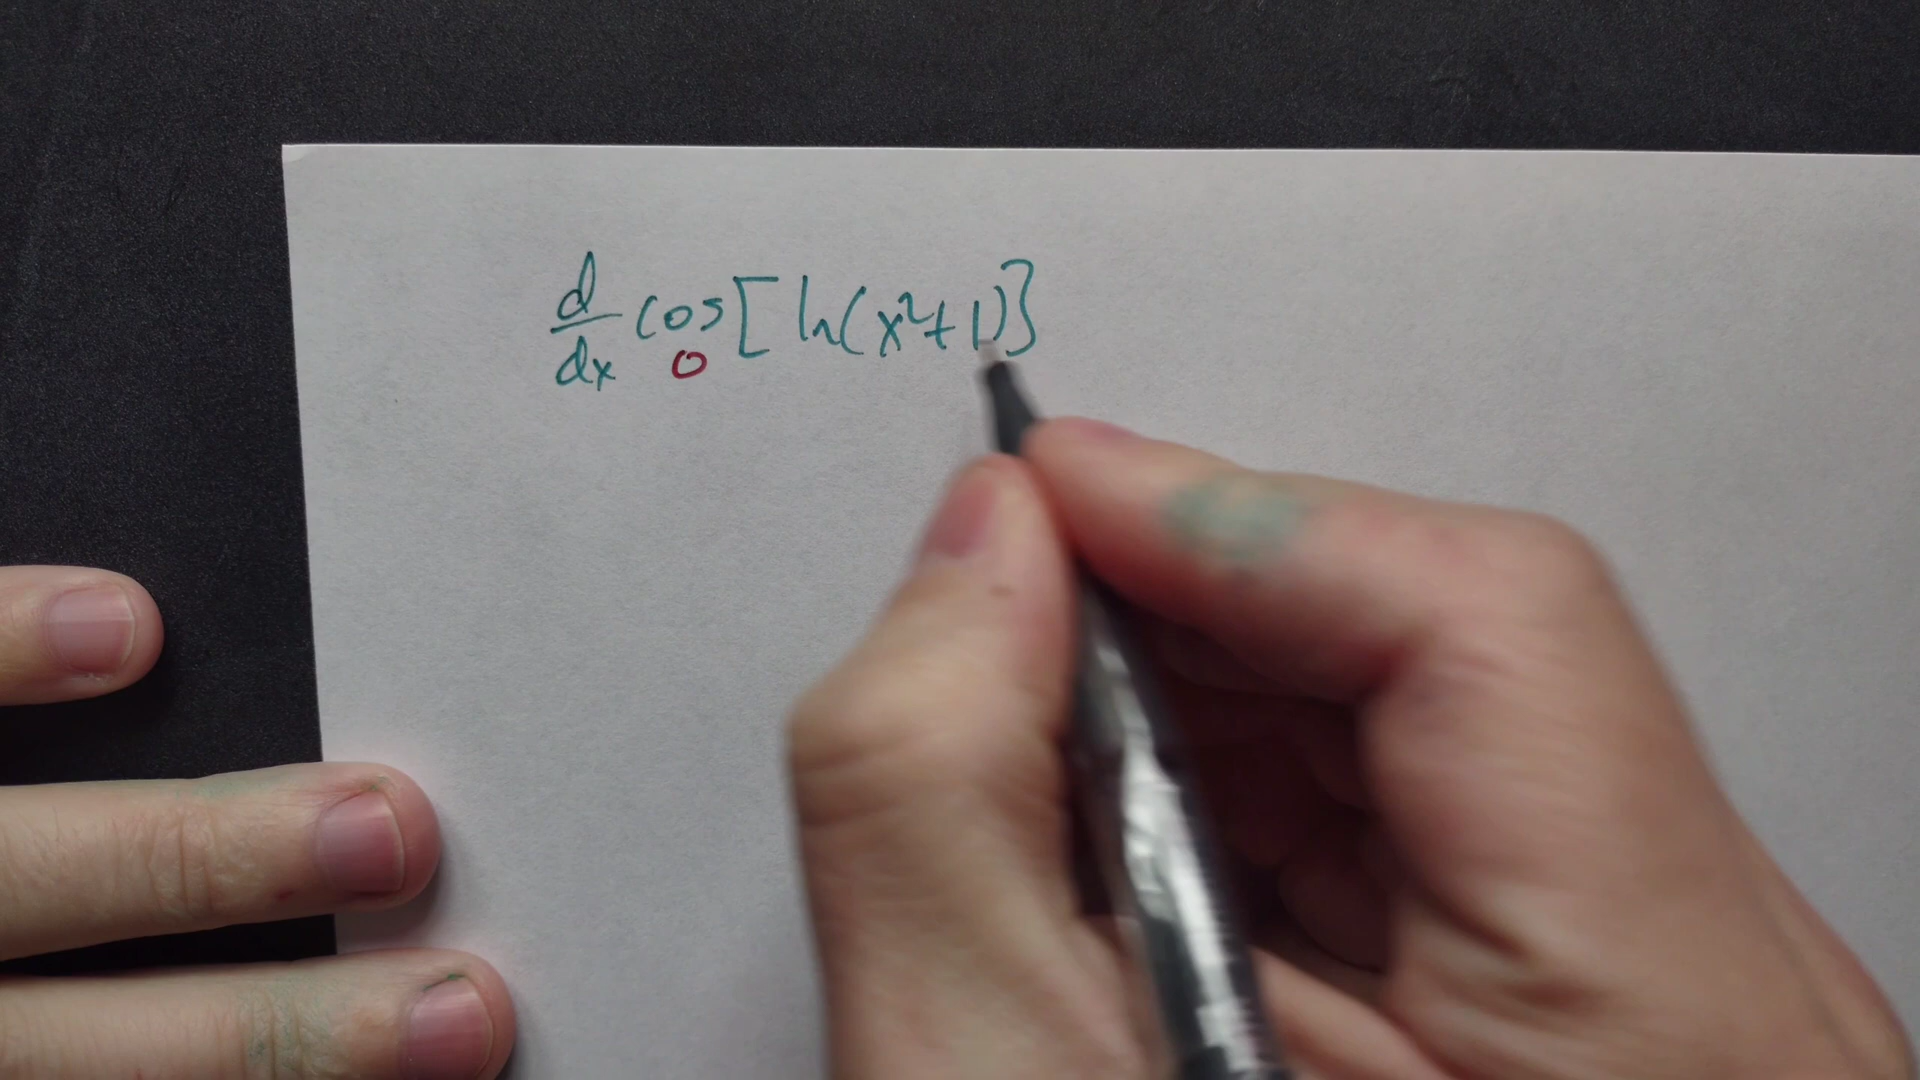 d/dx cos[ln(x²+1)]
O